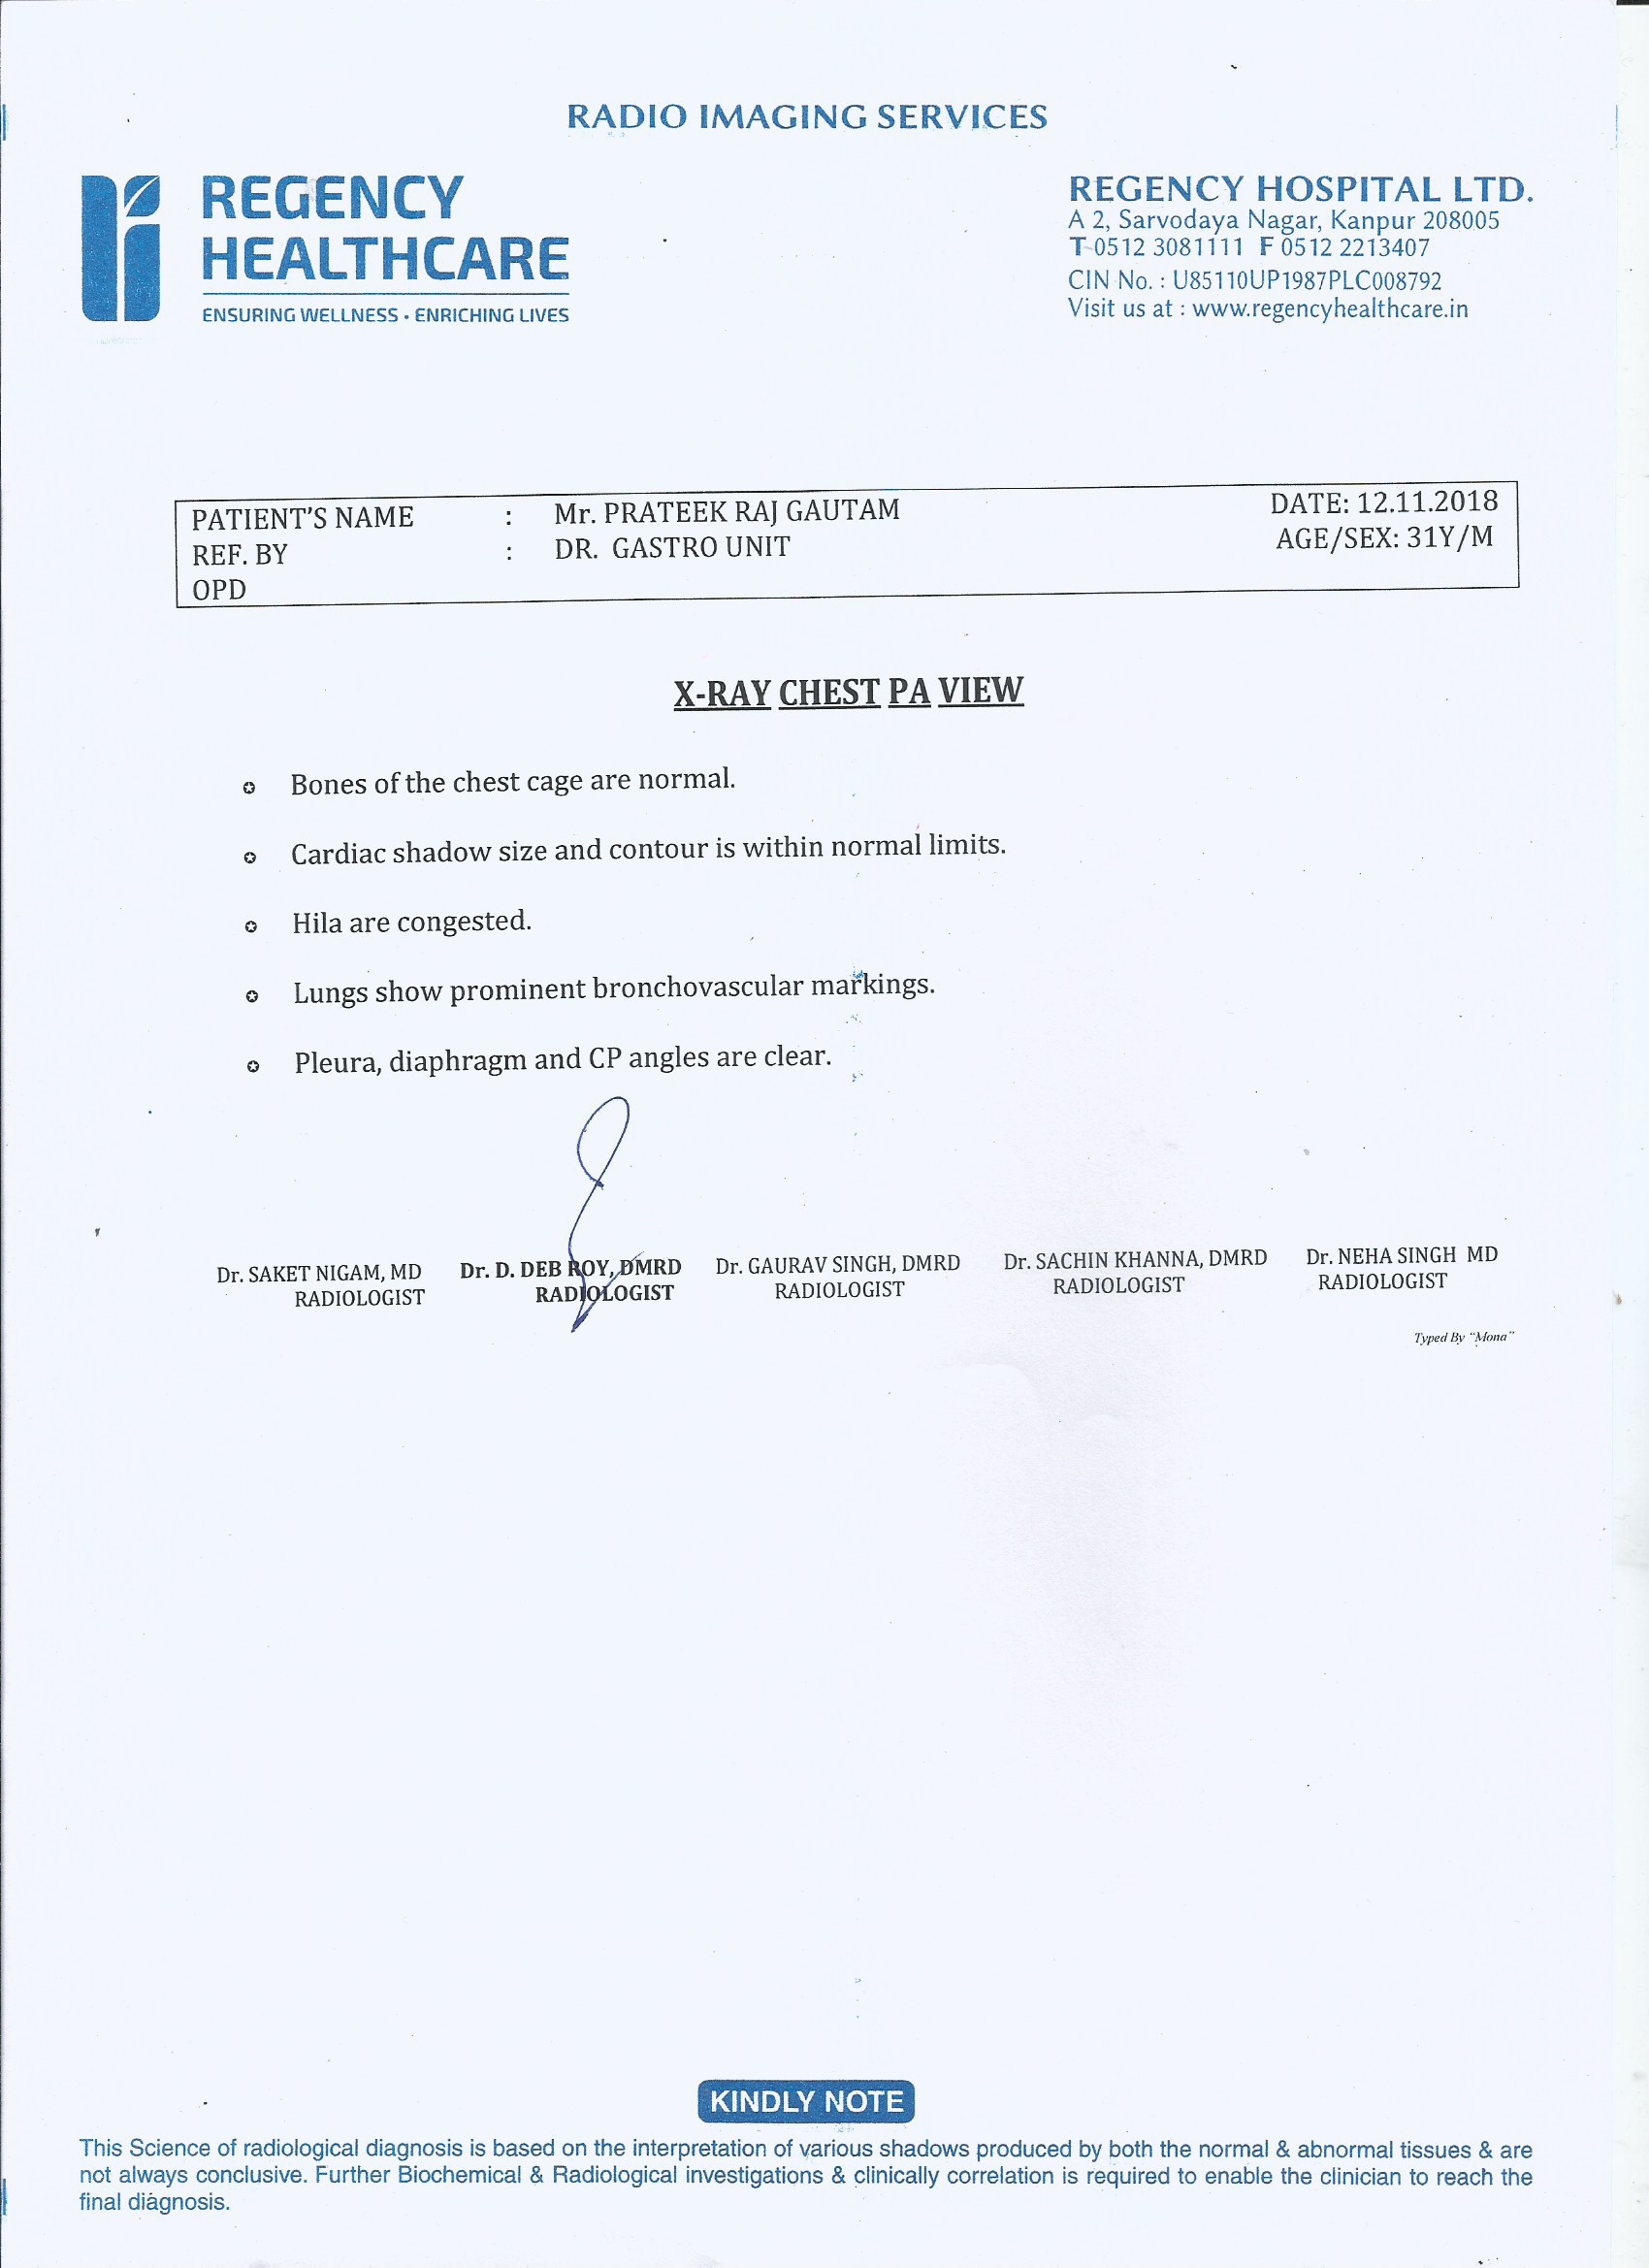 RADIO IMAGING SERVICES
REGENCY
HEALTHCARE
ENSURING WELLNESS • ENRICHING LIVES
REGENCY HOSPITAL LTD.
A 2, Sarvodaya Nagar, Kanpur 208005
T 0512 3081111 F 0512 2213407
CIN No. : U85110UP1987PLC008792
Visit us at : www.regencyhealthcare.in
PATIENT'S NAME : Mr. PRATEEK RAJ GAUTAM DATE: 12.11.2018
REF. BY : DR. GASTRO UNIT AGE/SEX: 31Y/M
OPD
X-RAY CHEST PA VIEW
Bones of the chest cage are normal.
Cardiac shadow size and contour is within normal limits.
Hila are congested.
Lungs show prominent bronchovascular markings.
Pleura, diaphragm and CP angles are clear.
Dr. SAKET NIGAM, MD Dr. D. DEB ROY, DMRD Dr. GAURAV SINGH, DMRD Dr. SACHIN KHANNA, DMRD Dr. NEHA SINGH MD
RADIOLOGIST RADIOLOGIST RADIOLOGIST RADIOLOGIST RADIOLOGIST
Typed By "Mona"
KINDLY NOTE
This Science of radiological diagnosis is based on the interpretation of various shadows produced by both the normal & abnormal tissues & are
not always conclusive. Further Biochemical & Radiological investigations & clinically correlation is required to enable the clinician to reach the
final diagnosis.